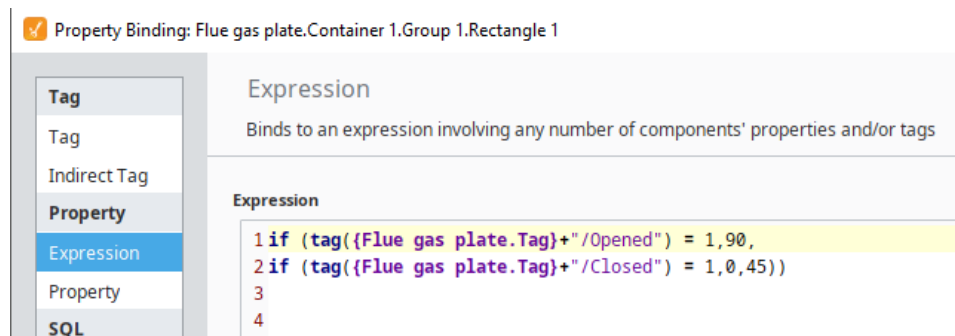 Property Binding: Flue gas plate.Container 1.Group 1.Rectangle 1
Tag
Tag
Indirect Tag
Property
Expression
Property
SQL
Expression
Binds to an expression involving any number of components' properties and/or tags
Expression
1 if (tag({Flue gas plate.Tag}+"/Opened") = 1,90,
2 if (tag({Flue gas plate.Tag}+"/Closed") = 1,0,45))
3
4